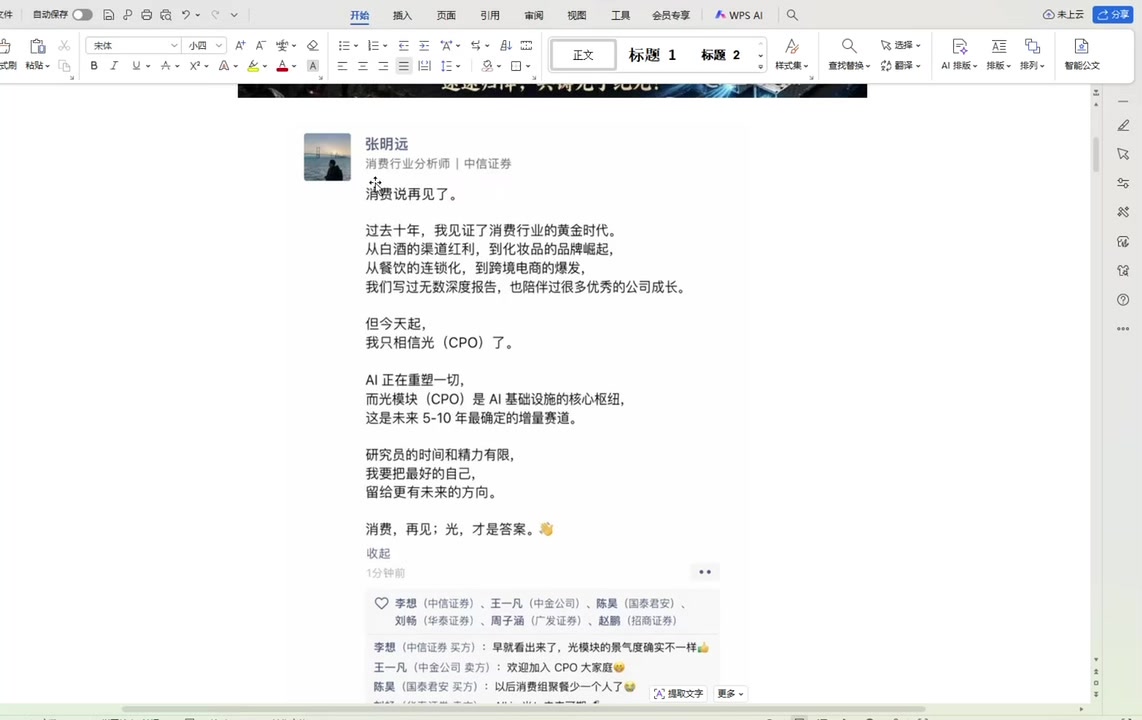 文件
自动保存
开始
插入
页面
引用
审阅
视图
工具
会员专享
WPS AI
未上云
分享
式刷
粘贴
宋体
小四
正文
标题 1
标题 2
样式集
查找替换
选择
翻译
AI 排版
排版
排列
智能公文
张明远
消费行业分析师 | 中信证券
消费说再见了。
过去十年，我见证了消费行业的黄金时代。
从白酒的渠道红利，到化妆品的品牌崛起，
从餐饮的连锁化，到跨境电商的爆发，
我们写过无数深度报告，也陪伴过很多优秀的公司成长。
但今天起，
我只相信光（CPO）了。
AI 正在重塑一切，
而光模块（CPO）是 AI 基础设施的核心枢纽，
这是未来 5-10 年最确定的增量赛道。
研究员的时间和精力有限，
我要把最好的自己，
留给更有未来的方向。
消费，再见；光，才是答案。👋
收起
1分钟前
李想（中信证券）、王一凡（中金公司）、陈昊（国泰君安）、
刘畅（华泰证券）、周子涵（广发证券）、赵鹏（招商证券）
李想（中信证券 买方）：早就看出来了，光模块的景气度确实不一样👍
王一凡（中金公司 卖方）：欢迎加入 CPO 大家庭😄
陈昊（国泰君安 买方）：以后消费组聚餐少一个人了😂
提取文字
更多